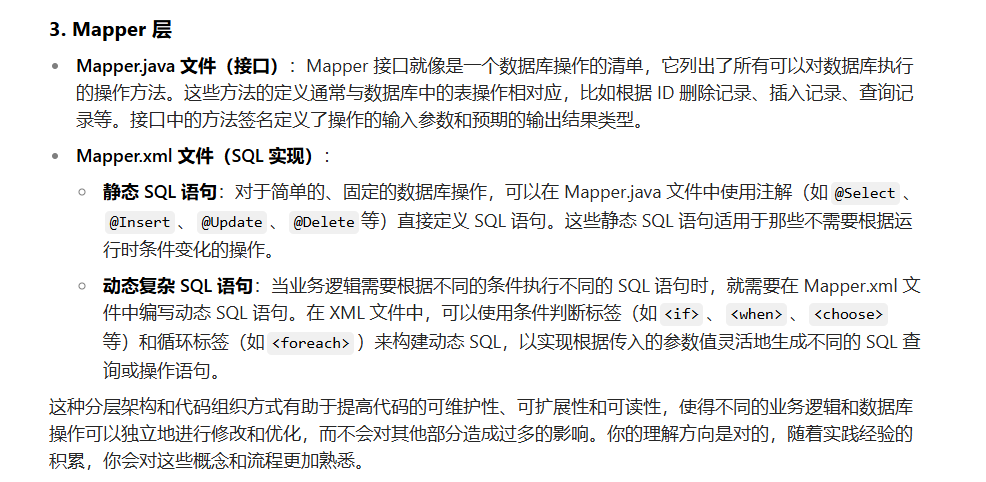 3. Mapper 层
Mapper.java 文件（接口）：Mapper 接口就像是一个数据库操作的清单，它列出了所有可以对数据库执行
的操作方法。这些方法的定义通常与数据库中的表操作相对应，比如根据 ID 删除记录、插入记录、查询记
录等。接口中的方法签名定义了操作的输入参数和预期的输出结果类型。
Mapper.xml 文件（SQL 实现）：
静态 SQL 语句：对于简单的、固定的数据库操作，可以在 Mapper.java 文件中使用注解（如 @Select、
@Insert、@Update、@Delete等）直接定义 SQL 语句。这些静态 SQL 语句适用于那些不需要根据运
行时条件变化的操作。
动态复杂 SQL 语句：当业务逻辑需要根据不同的条件执行不同的 SQL 语句时，就需要在 Mapper.xml 文
件中编写动态 SQL 语句。在 XML 文件中，可以使用条件判断标签（如<if>、<when>、<choose>
等）和循环标签（如<foreach>）来构建动态 SQL，以实现根据传入的参数值灵活地生成不同的 SQL 查
询或操作语句。
这种分层架构和代码组织方式有助于提高代码的可维护性、可扩展性和可读性，使得不同的业务逻辑和数据库
操作可以独立地进行修改和优化，而不会对其他部分造成过多的影响。你的理解方向是对的，随着实践经验的
积累，你会对这些概念和流程更加熟悉。